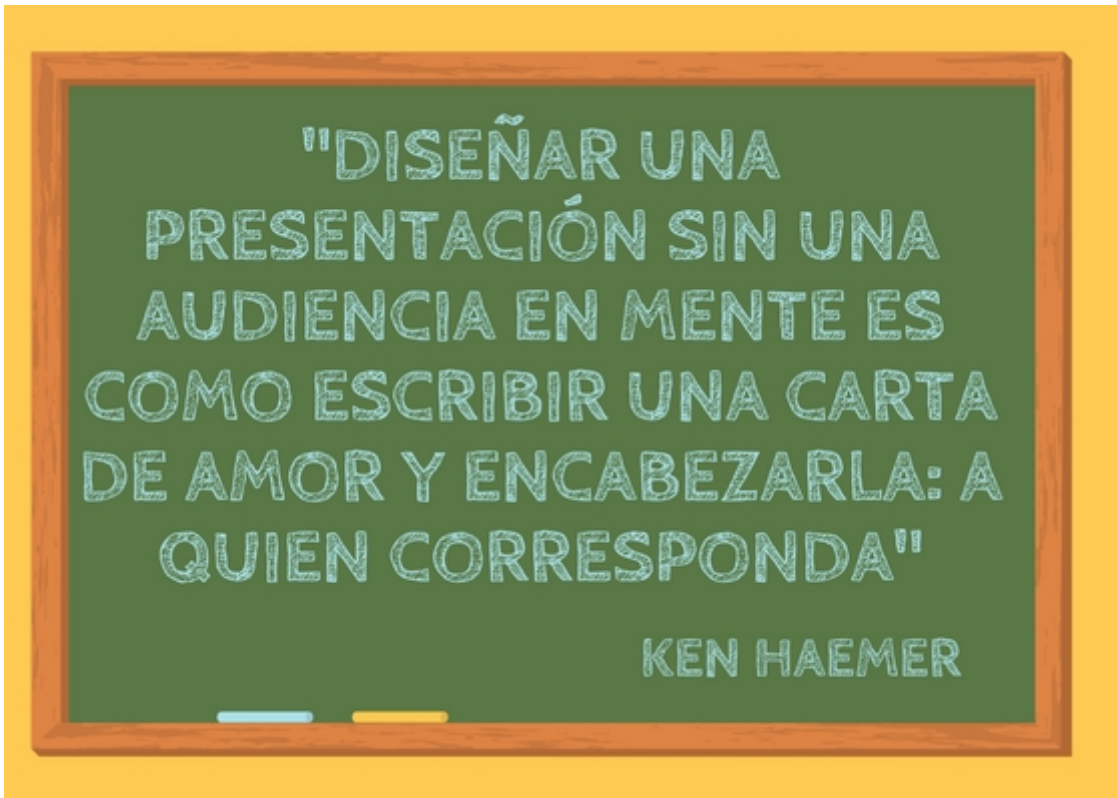 "DISEÑAR UNA
PRESENTACIÓN SIN UNA
AUDIENCIA EN MENTE ES
COMO ESCRIBIR UNA CARTA
DE AMOR Y ENCABEZARLA: A
QUIEN CORRESPONDA"
KEN HAEMER